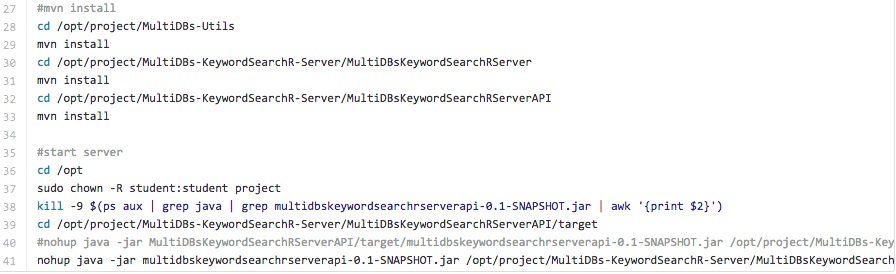 27 #mvn install
28 cd /opt/project/MultiDBs-Utils
29 mvn install
30 cd /opt/project/MultiDBs-KeywordSearchR-Server/MultiDBsKeywordSearchRServer
31 mvn install
32 cd /opt/project/MultiDBs-KeywordSearchR-Server/MultiDBsKeywordSearchRServerAPI
33 mvn install
34
35 #start server
36 cd /opt
37 sudo chown -R student:student project
38 kill -9 $(ps aux | grep java | grep multidbskeywordsearchrserverapi-0.1-SNAPSHOT.jar | awk '{print $2}')
39 cd /opt/project/MultiDBs-KeywordSearchR-Server/MultiDBsKeywordSearchRServerAPI/target
40 #nohup java -jar MultiDBsKeywordSearchRServerAPI/target/multidbskeywordsearchrserverapi-0.1-SNAPSHOT.jar /opt/project/MultiDBs-Key
41 nohup java -jar multidbskeywordsearchrserverapi-0.1-SNAPSHOT.jar /opt/project/MultiDBs-KeywordSearchR-Server/MultiDBsKeywordSearch